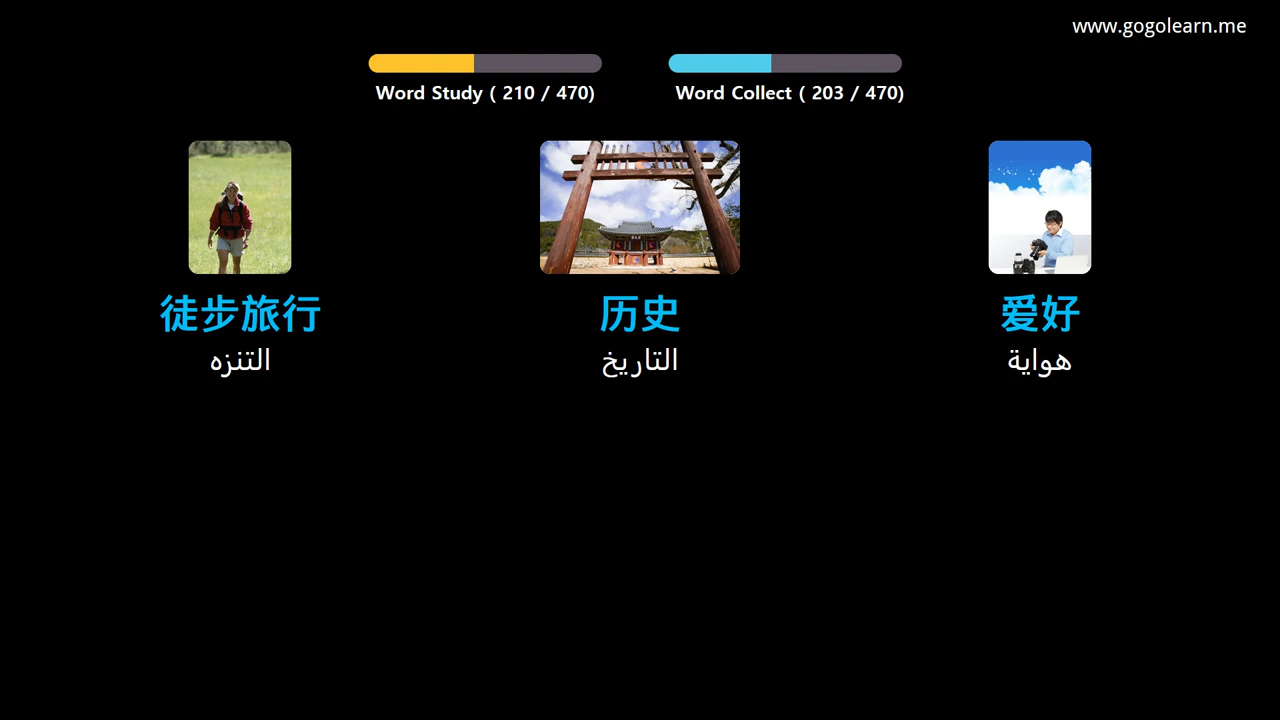 www.gogolearn.me
Word Study ( 210 / 470)
Word Collect ( 203 / 470)
徒步旅行
历史
爱好
التنزه
التاريخ
هواية